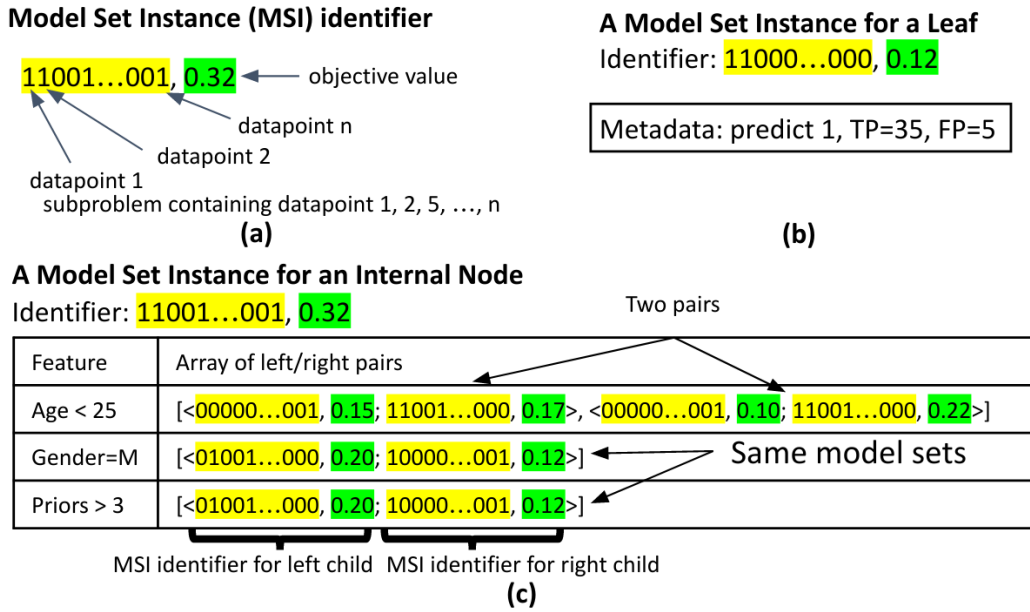 Model Set Instance (MSI) identifier
11001...001, 0.32
objective value
datapoint n
datapoint 2
datapoint 1
subproblem containing datapoint 1, 2, 5, ..., n
(a)
A Model Set Instance for a Leaf
Identifier: 11000...000, 0.12
Metadata: predict 1, TP=35, FP=5
(b)
A Model Set Instance for an Internal Node
Identifier: 11001...001, 0.32
Two pairs
Feature Array of left/right pairs
Age < 25 [<00000...001, 0.15; 11001...000, 0.17>, <00000...001, 0.10; 11001...000, 0.22>]
Gender=M [<01001...000, 0.20; 10000...001, 0.12>]
Same model sets
Priors > 3 [<01001...000, 0.20; 10000...001, 0.12>]
MSI identifier for left child MSI identifier for right child
(c)